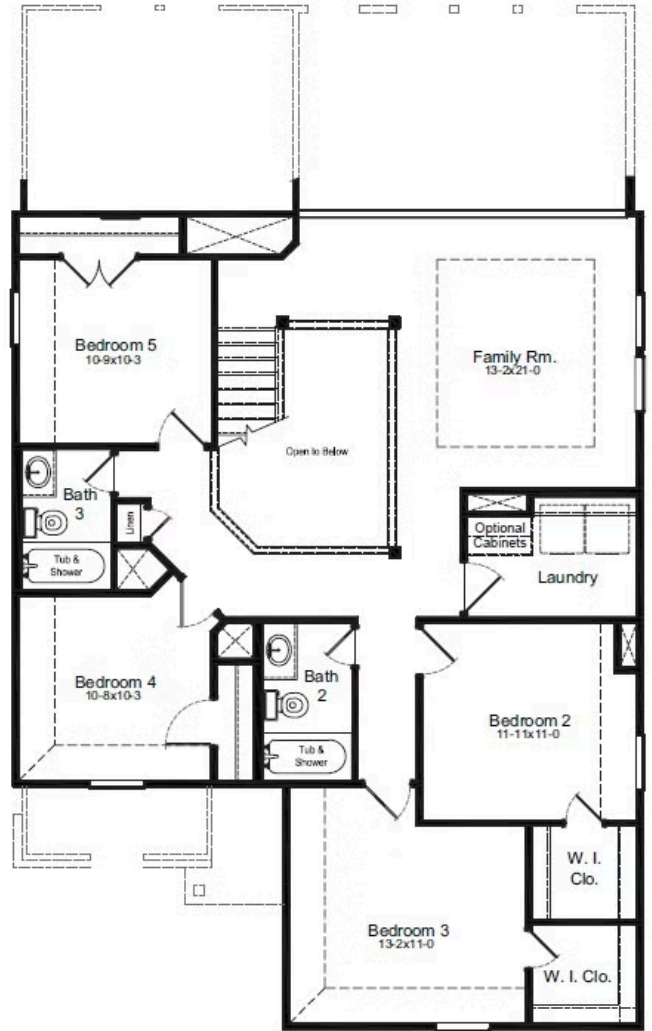 Bedroom 5
10-9x10-3
Family Rm.
13-2x21-0
Open to Below
Bath
3
Linen
Tub &
Shower
Optional
Cabinets
Laundry
Bedroom 4
10-8x10-3
Bath
2
Tub &
Shower
Bedroom 2
11-11x11-0
W. I.
Clo.
Bedroom 3
13-2x11-0
W. I. Clo.